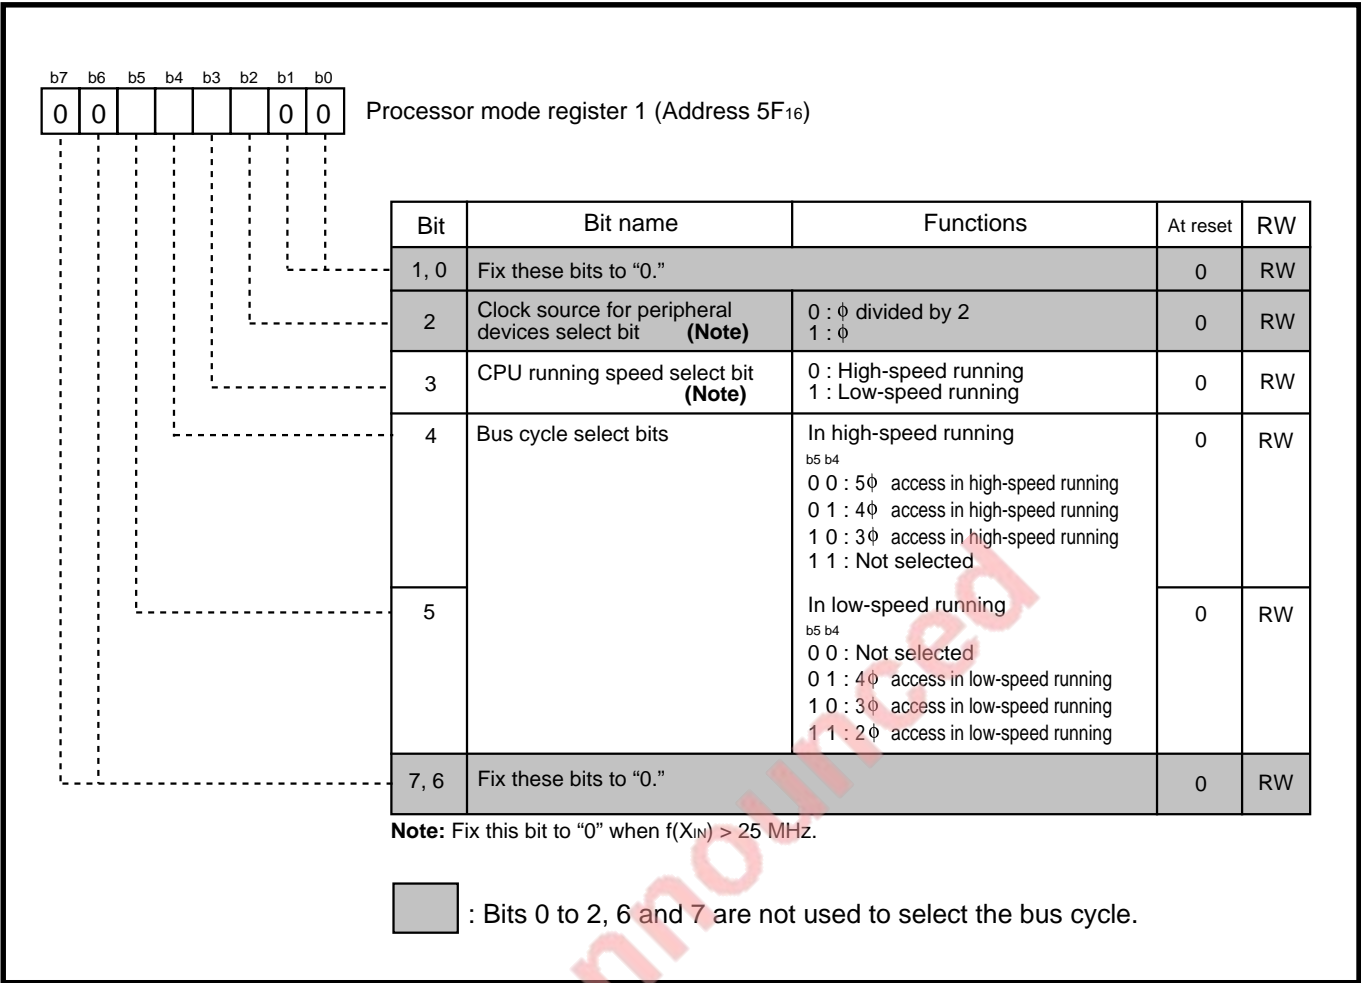 b7 b6 b5 b4 b3 b2 b1 b0
0 0 0 0
Processor mode register 1 (Address 5F16)
Bit Bit name Functions At reset RW
1, 0 Fix these bits to “0.” 0 RW
2 Clock source for peripheral devices select bit (Note) 0 : ϕ divided by 2 0 RW
1 : ϕ
3 CPU running speed select bit (Note) 0 : High-speed running 0 RW
1 : Low-speed running
4 Bus cycle select bits In high-speed running 0 RW
b5 b4
0 0 : 5ϕ access in high-speed running
0 1 : 4ϕ access in high-speed running
1 0 : 3ϕ access in high-speed running
1 1 : Not selected
5 In low-speed running 0 RW
b5 b4
0 0 : Not selected
0 1 : 4ϕ access in low-speed running
1 0 : 3ϕ access in low-speed running
1 1 : 2ϕ access in low-speed running
7, 6 Fix these bits to “0.” 0 RW
Note: Fix this bit to “0” when f(XIN) > 25 MHz.
: Bits 0 to 2, 6 and 7 are not used to select the bus cycle.
nnounced